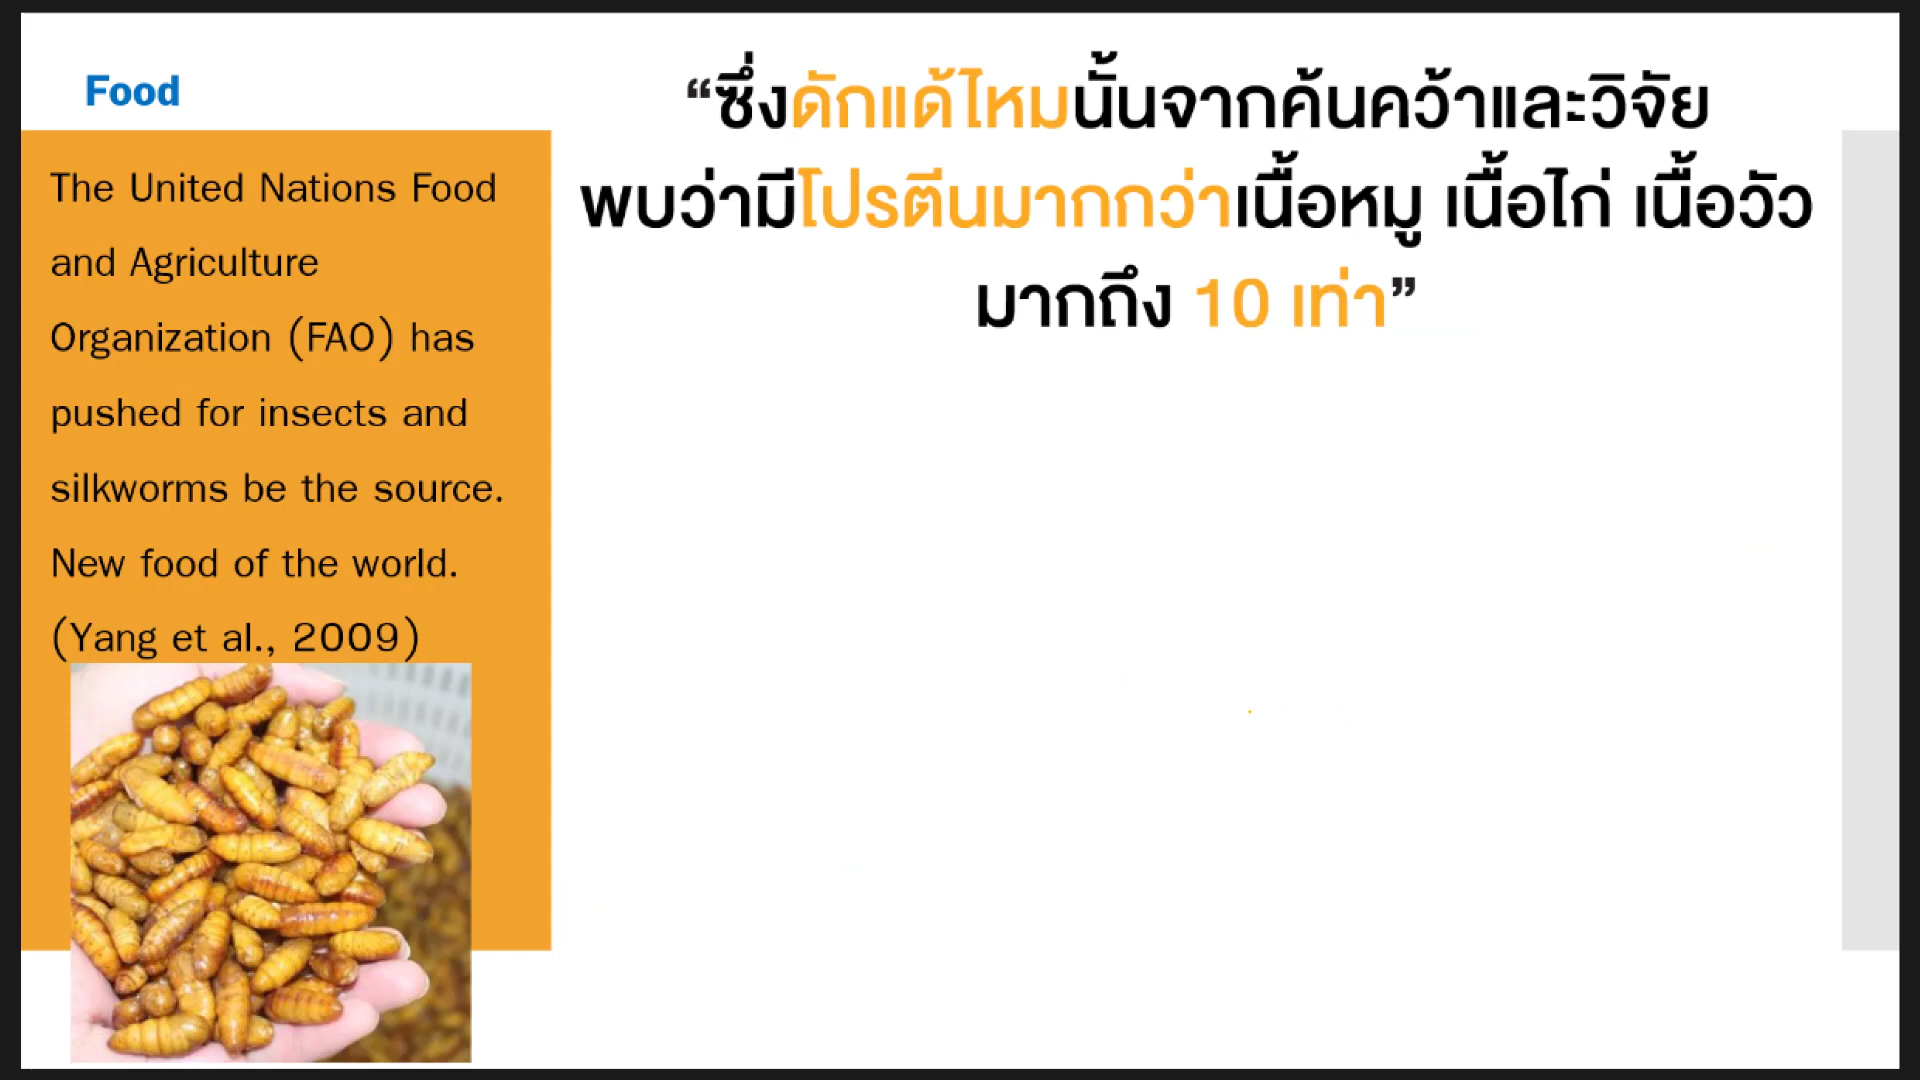 Food
The United Nations Food
and Agriculture
Organization (FAO) has
pushed for insects and
silkworms be the source.
New food of the world.
(Yang et al., 2009)
“ซึ่งดักแด้ไหมนั้นจากค้นคว้าและวิจัย
พบว่ามีโปรตีนมากกว่าเนื้อหมู เนื้อไก่ เนื้อวัว
มากถึง 10 เท่า”